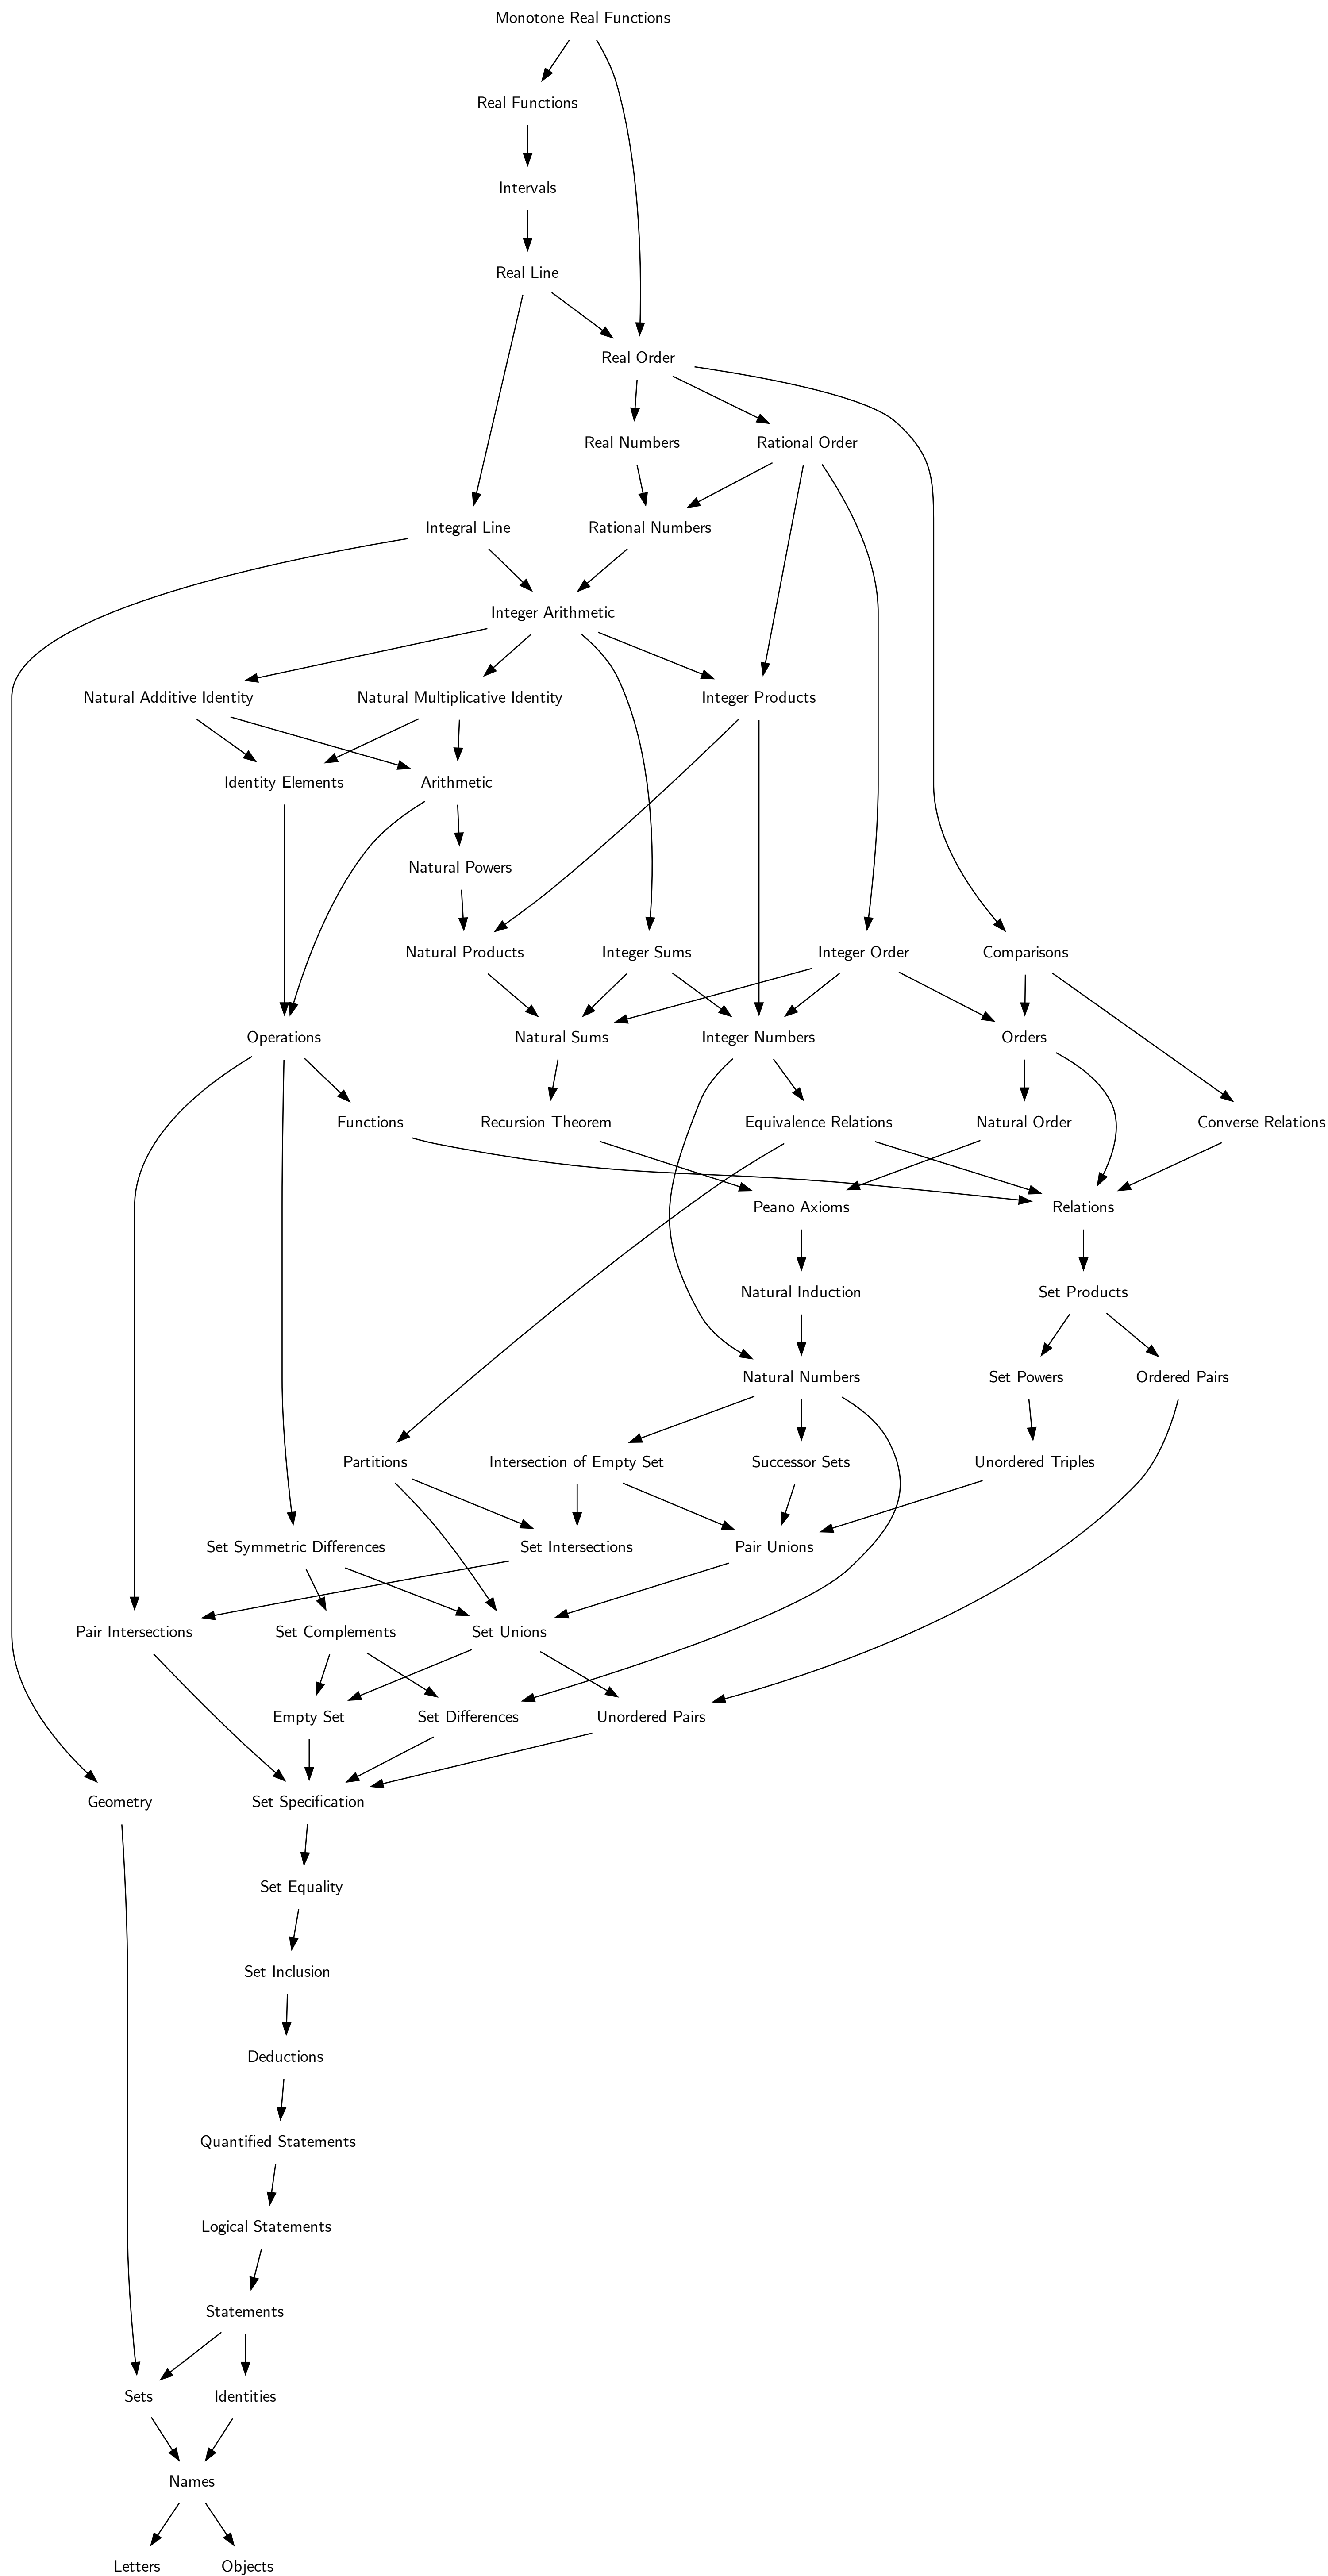 Monotone Real Functions
Real Functions
Intervals
Real Line
Real Order
Real Numbers
Rational Order
Integral Line
Rational Numbers
Integer Arithmetic
Natural Additive Identity
Natural Multiplicative Identity
Integer Products
Identity Elements
Arithmetic
Natural Powers
Natural Products
Integer Sums
Integer Order
Comparisons
Operations
Natural Sums
Integer Numbers
Orders
Functions
Recursion Theorem
Equivalence Relations
Natural Order
Converse Relations
Peano Axioms
Relations
Natural Induction
Set Products
Natural Numbers
Set Powers
Ordered Pairs
Partitions
Intersection of Empty Set
Successor Sets
Unordered Triples
Set Symmetric Differences
Set Intersections
Pair Unions
Pair Intersections
Set Complements
Set Unions
Empty Set
Set Differences
Unordered Pairs
Geometry
Set Specification
Set Equality
Set Inclusion
Deductions
Quantified Statements
Logical Statements
Statements
Sets
Identities
Names
Letters
Objects